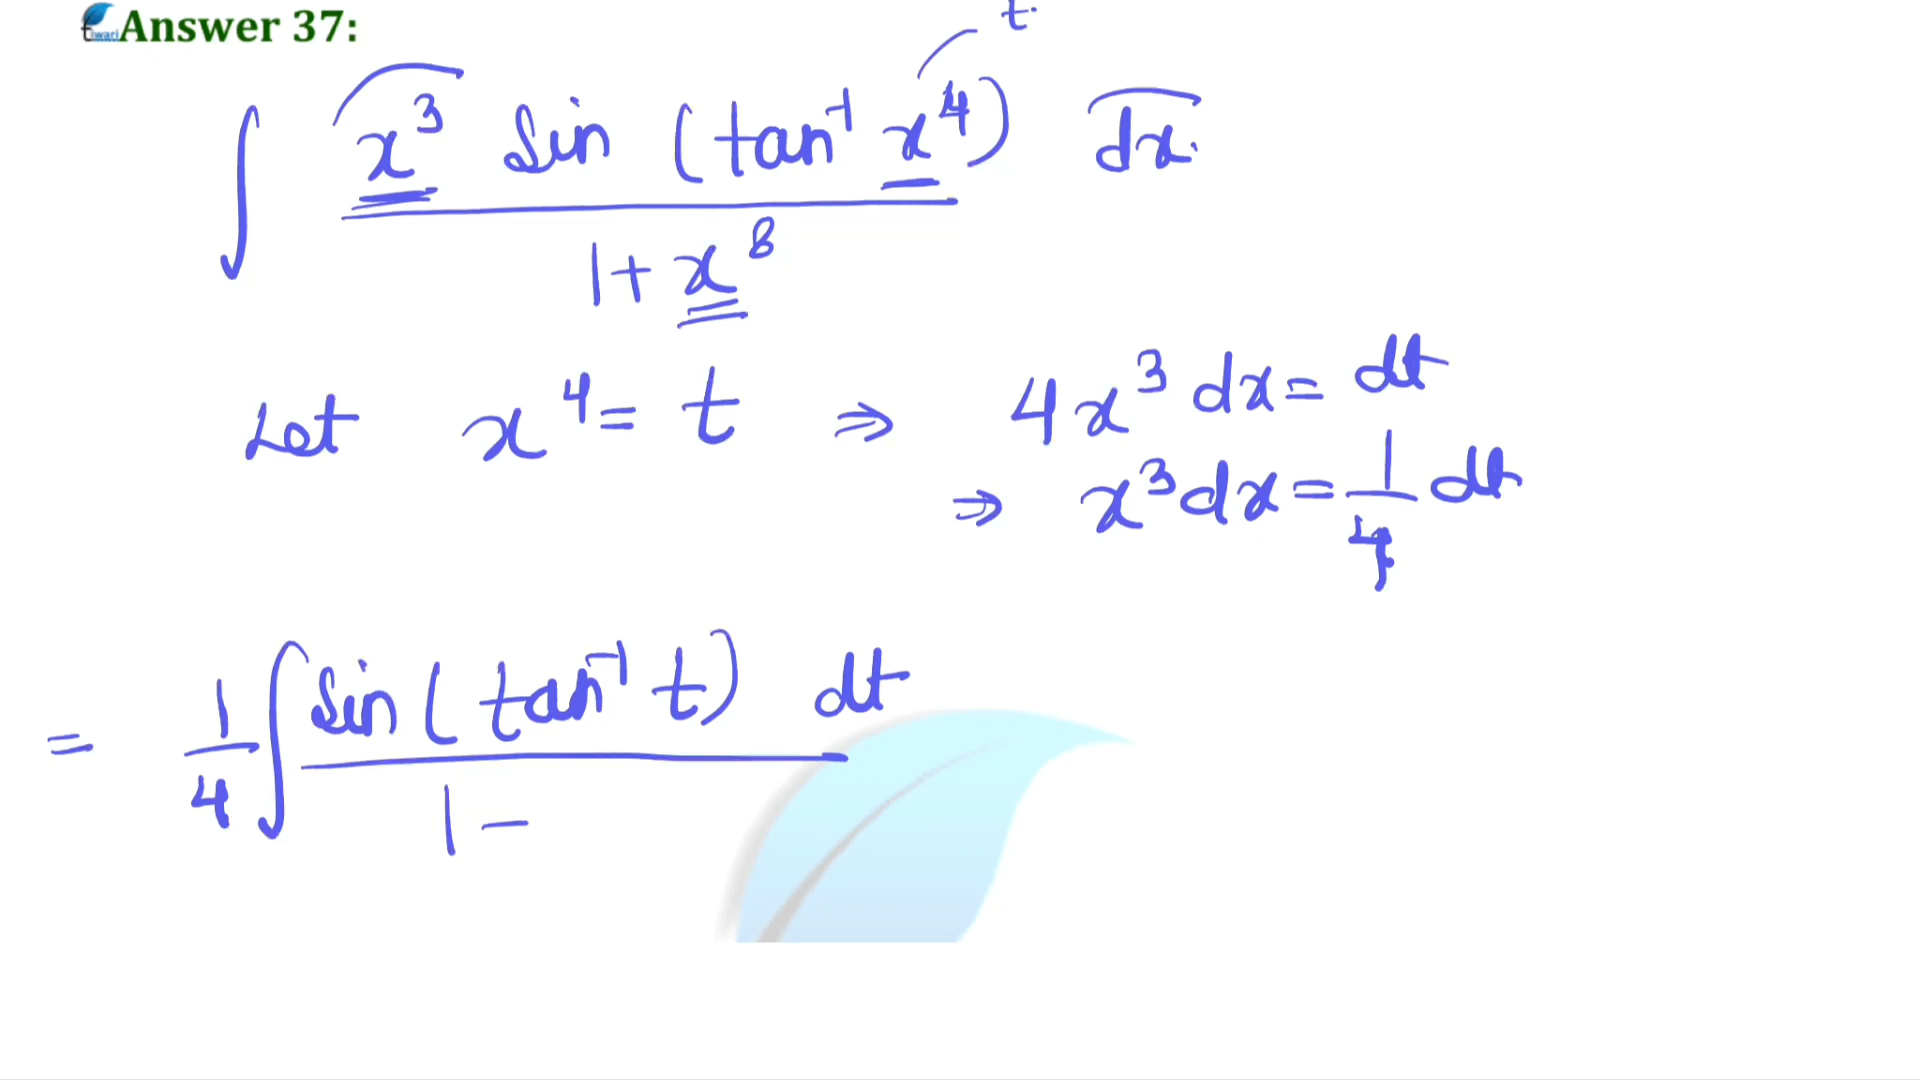 tiwari Answer 37:
t.
∫ x³ sin (tan⁻¹ x⁴) dx.
1+ x⁸
Let x⁴ = t ⇒ 4x³ dx = dt
⇒ x³dx = 1/4 dt
= 1/4 ∫ sin ( tan⁻¹ t) dt
1 –